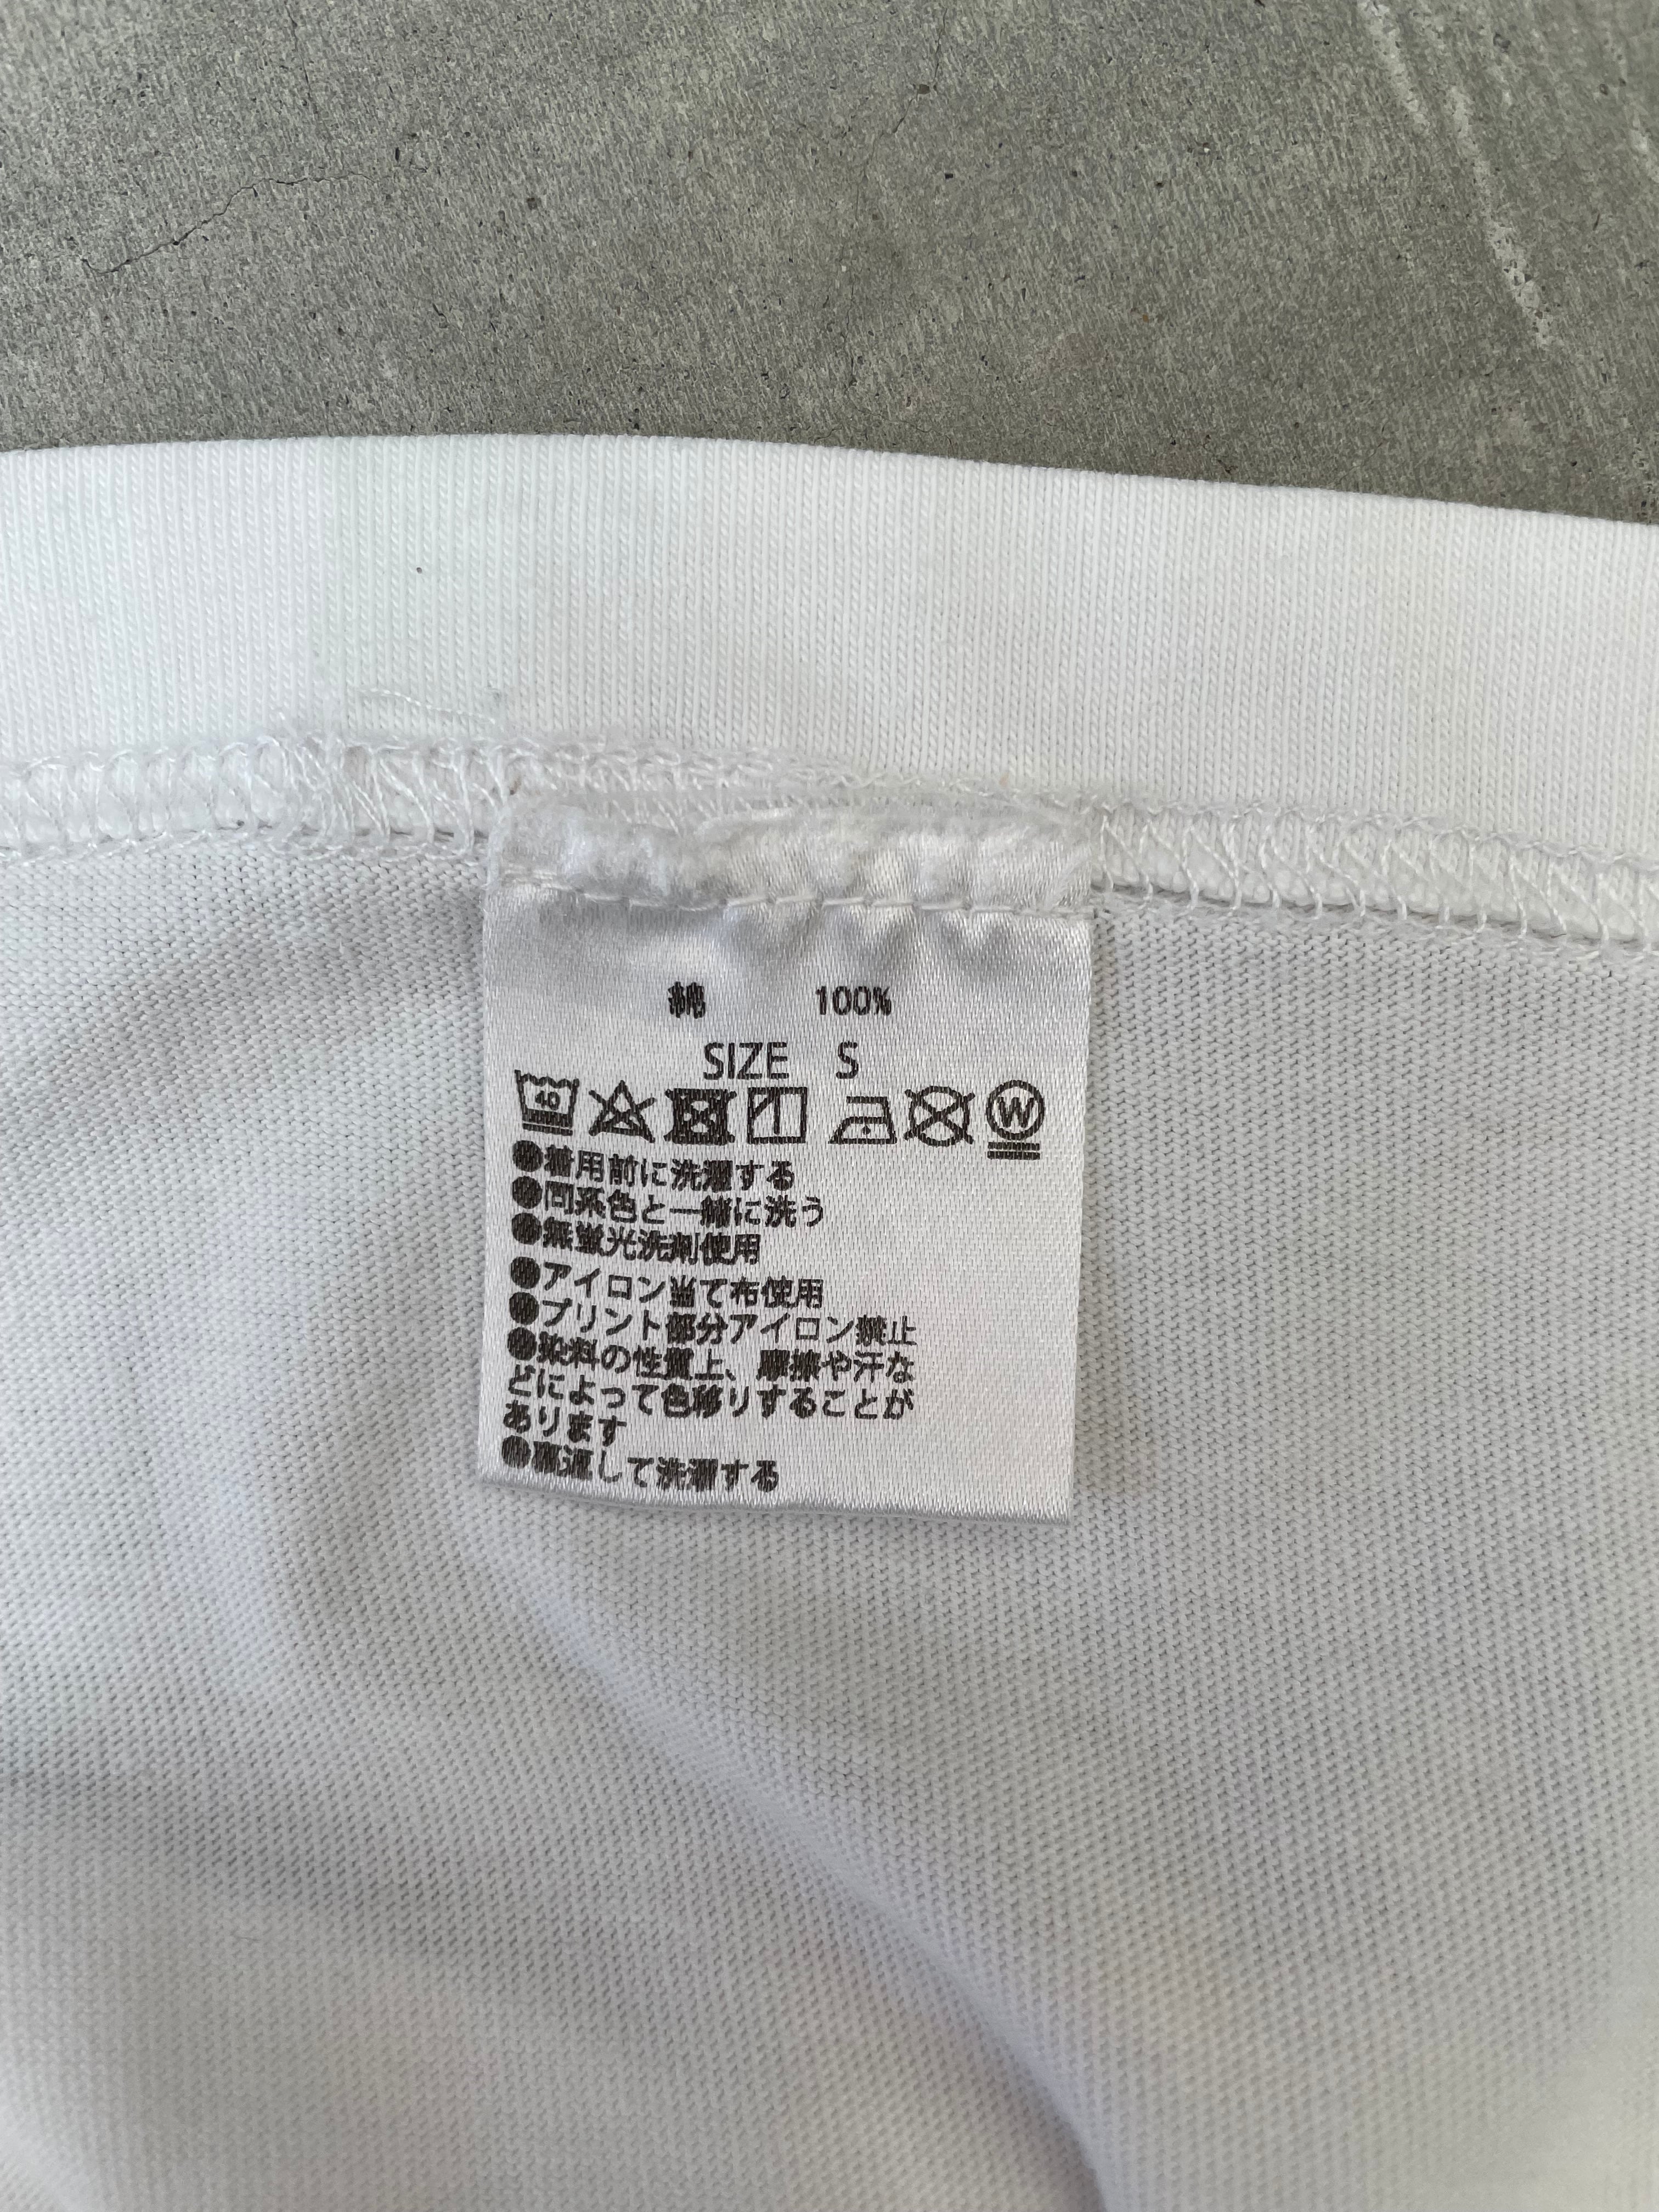 綿 100%
SIZE S
40
W
●着用前に洗濯する
●同系色と一緒に洗う
●無蛍光洗剤使用
●アイロン当て布使用
●プリント部分アイロン禁止
●染料の性質上、摩擦や汗な
どによって色移りすることが
あります
●裏返して洗濯する